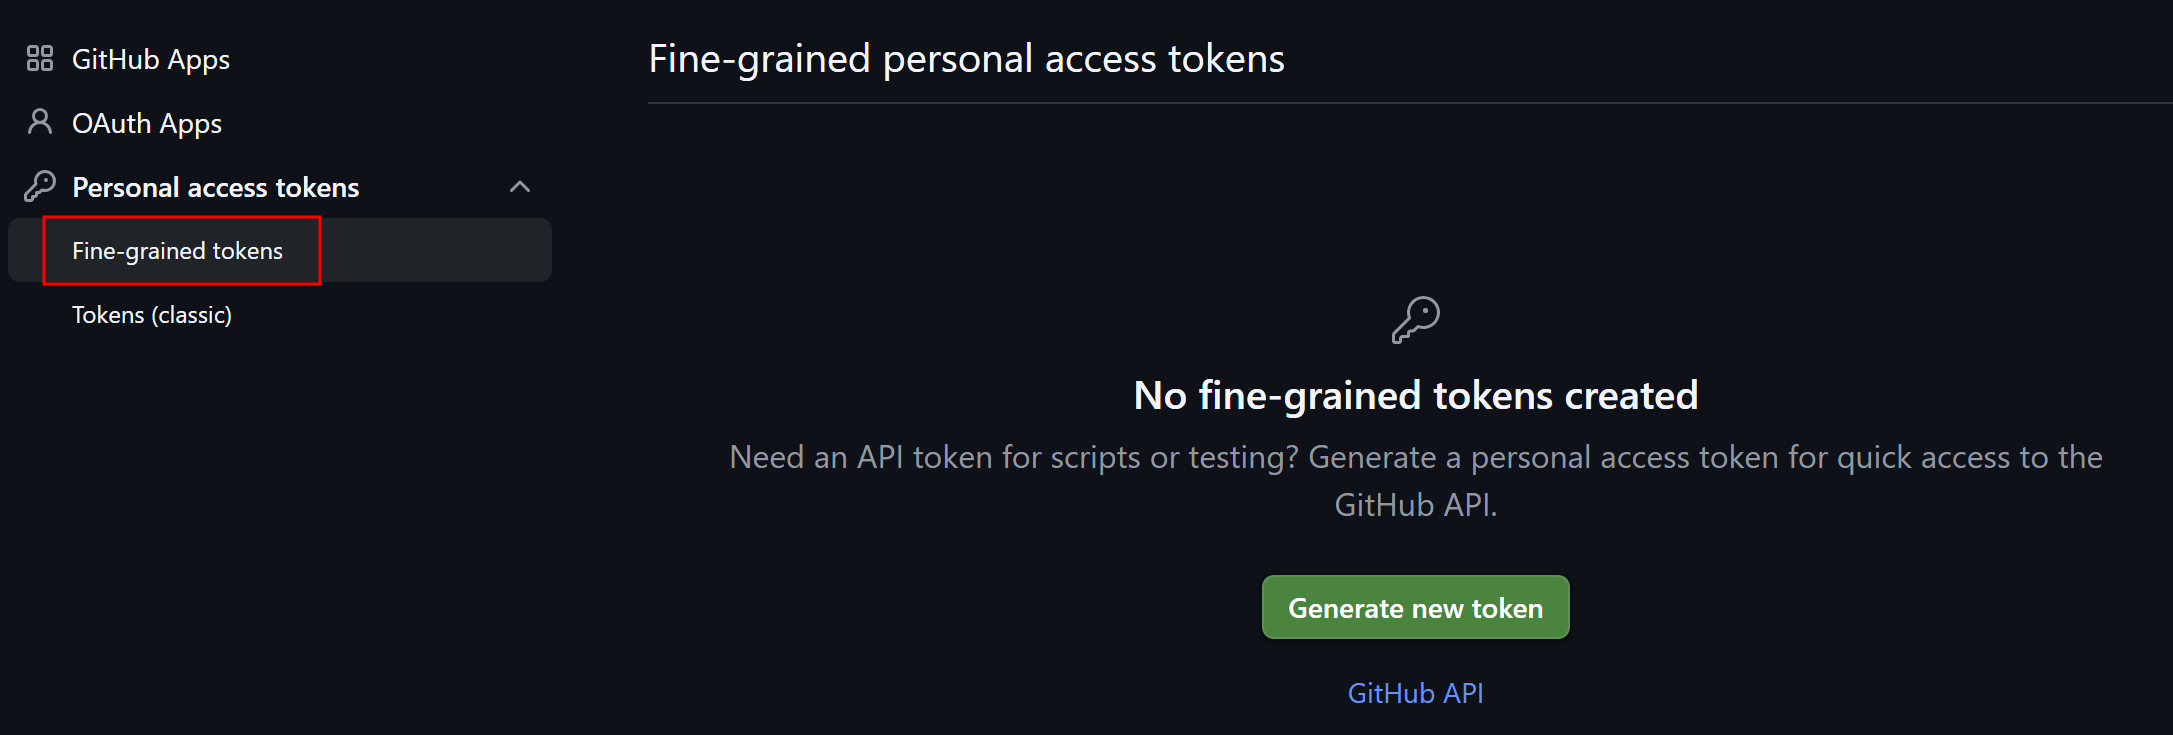 GitHub Apps
OAuth Apps
Personal access tokens
Fine-grained tokens
Tokens (classic)
Fine-grained personal access tokens
No fine-grained tokens created
Need an API token for scripts or testing? Generate a personal access token for quick access to the
GitHub API.
Generate new token
GitHub API